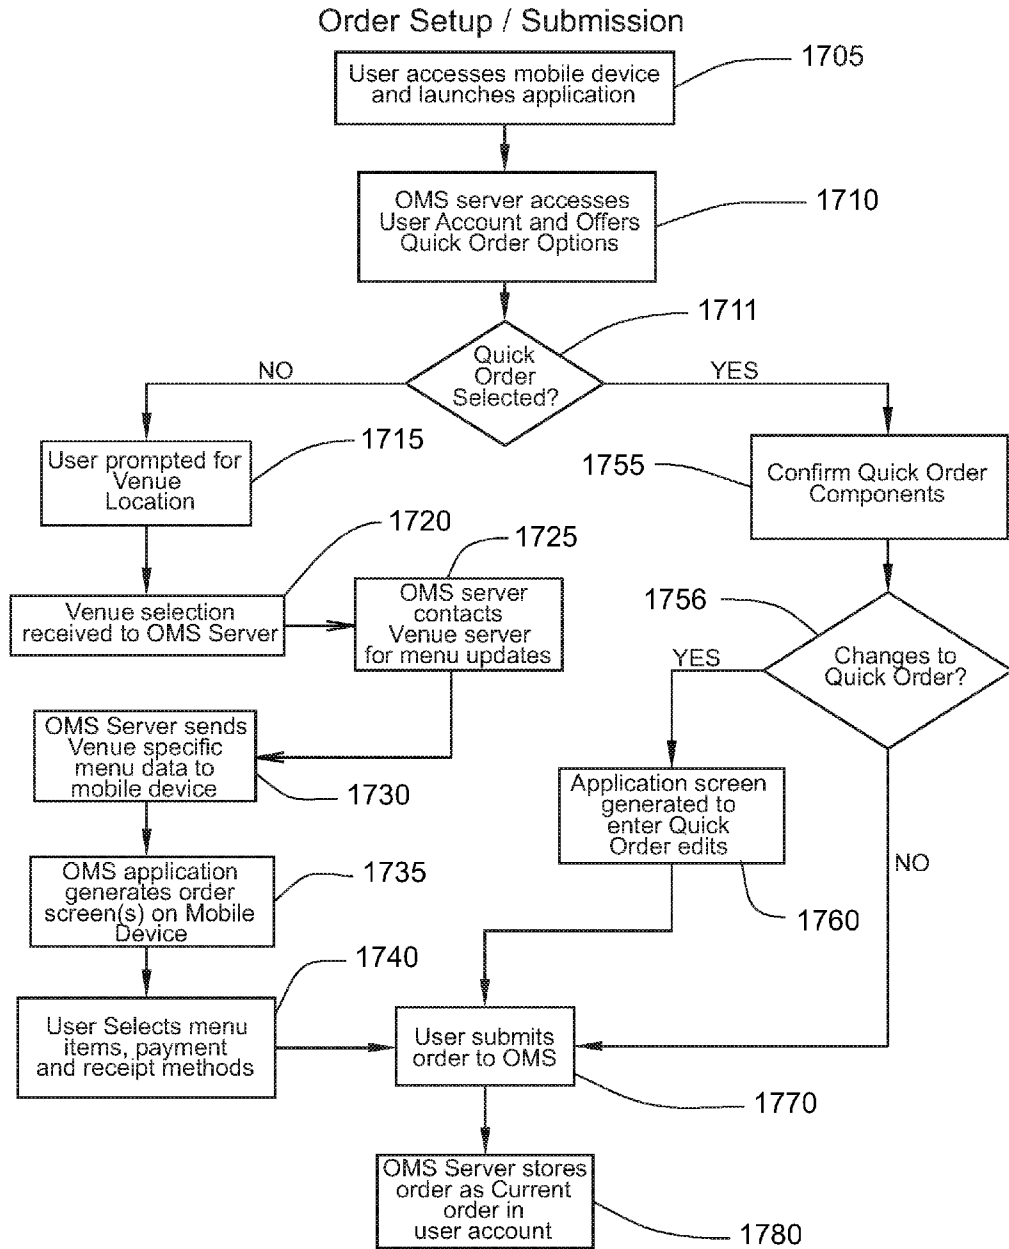 Order Setup / Submission
User accesses mobile device
and launches application
1705
OMS server accesses
User Account and Offers
Quick Order Options
1710
Quick
Order
Selected?
1711
NO
YES
User prompted for
Venue
Location
1715
Confirm Quick Order
Components
1755
Venue selection
received to OMS Server
1720
OMS server
contacts
Venue server
for menu updates
1725
Changes to
Quick Order?
1756
YES
NO
OMS Server sends
Venue specific
menu data to
mobile device
1730
Application screen
generated to
enter Quick
Order edits
1760
OMS application
generates order
screen(s) on Mobile
Device
1735
User Selects menu
items, payment
and receipt methods
1740
User submits
order to OMS
1770
OMS Server stores
order as Current
order in
user account
1780